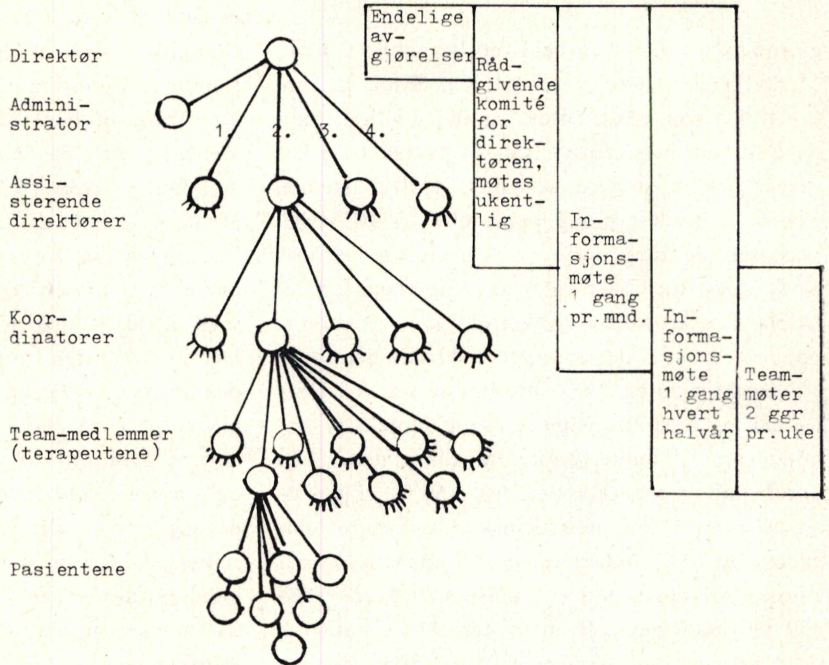 Direktør
Admini-
strator
1. 2. 3. 4.
Assi-
sterende
direktører
Koor-
dinatorer
Team-medlemmer
(terapeutene)
Pasientene
Endelige
av-
gjørelser
Råd-
givende
komité
for
direk-
tøren,
møtes
ukent-
lig
In-
forma-
sjons-
møte
1 gang
pr.mnd.
In-
forma-
sjons-
møte
1 gang
hvert
halvår
Team-
møter
2 ggr
pr.uke